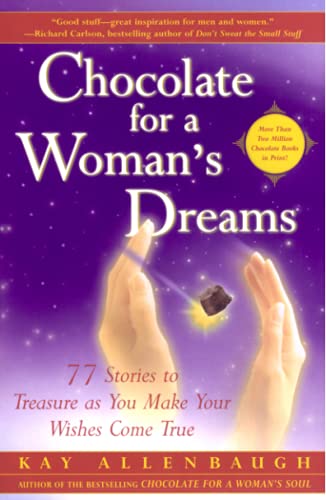 "Good stuff—great inspiration for men and women."
—Richard Carlson, bestselling author of Don't Sweat the Small Stuff
Chocolate
for a
Woman's
Dreams
More Than
Two Million
Chocolate Books
in Print!
77 Stories to
Treasure as You Make Your
Wishes Come True
KAY ALLENBAUGH
AUTHOR OF THE BESTSELLING CHOCOLATE FOR A WOMAN'S SOUL